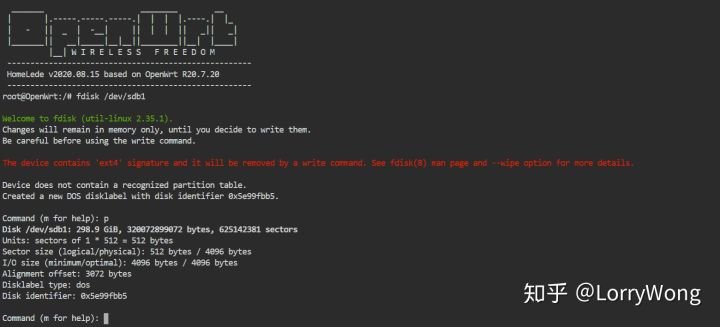 OpenWrt
W I R E L E S S   F R E E D O M
HomeLede v2020.08.15 based on OpenWrt R20.7.20
root@OpenWrt:/# fdisk /dev/sdb1
Welcome to fdisk (util-linux 2.35.1).
Changes will remain in memory only, until you decide to write them.
Be careful before using the write command.
The device contains 'ext4' signature and it will be removed by a write command. See fdisk(8) man page and --wipe option for more details.
Device does not contain a recognized partition table.
Created a new DOS disklabel with disk identifier 0x5e99fbb5.
Command (m for help): p
Disk /dev/sdb1: 298.9 GiB, 320072899072 bytes, 625142381 sectors
Units: sectors of 1 * 512 = 512 bytes
Sector size (logical/physical): 512 bytes / 4096 bytes
I/O size (minimum/optimal): 4096 bytes / 4096 bytes
Alignment offset: 3072 bytes
Disklabel type: dos
Disk identifier: 0x5e99fbb5
知乎 @LorryWong
Command (m for help):